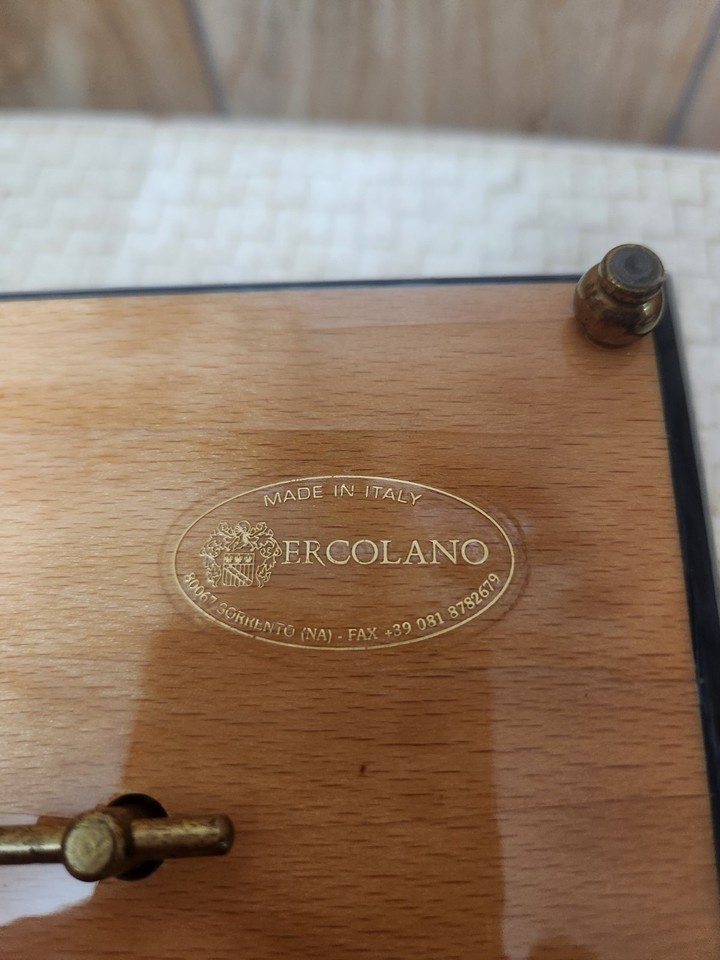 MADE IN ITALY
ERCOLANO
80067 SORRENTO (NA) - FAX +39 081 8782679